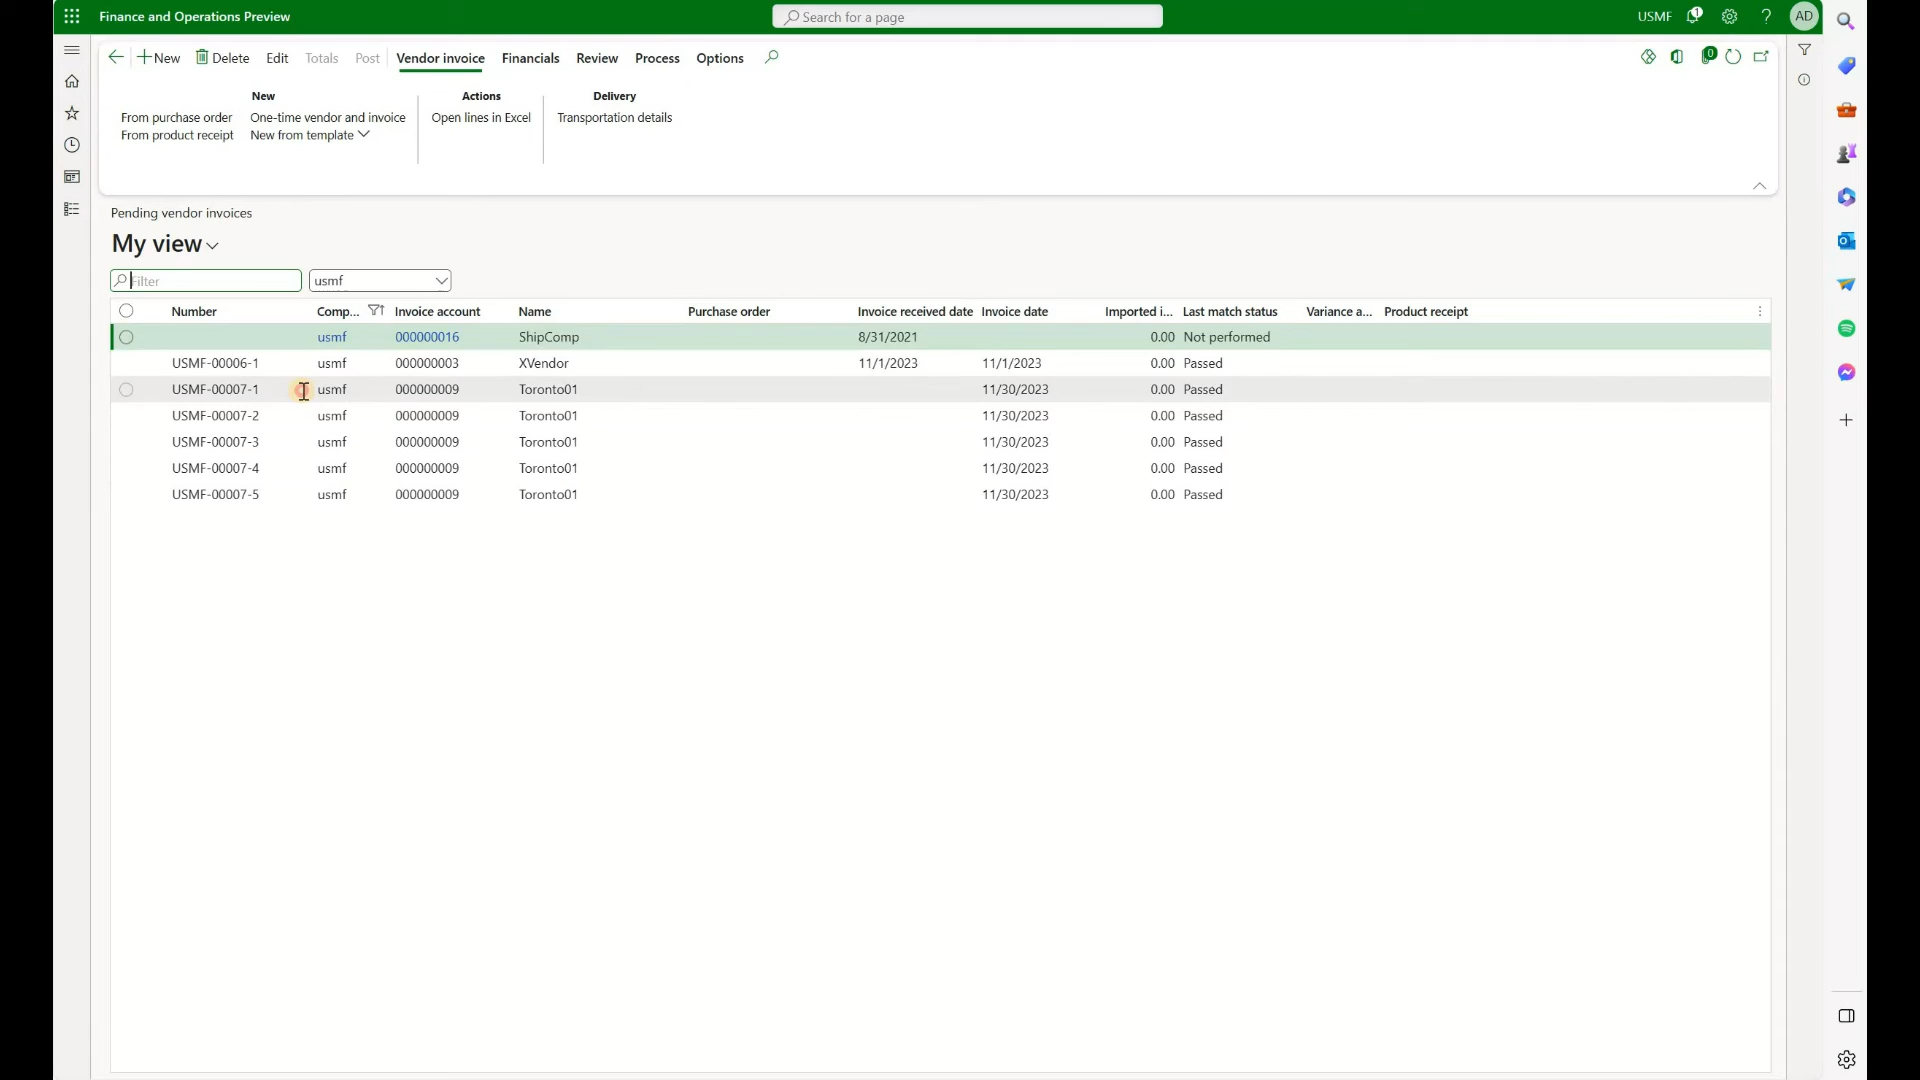 Finance and Operations Preview
Search for a page
USMF
1
?
AD
New
Delete
Edit
Totals
Post
Vendor invoice
Financials
Review
Process
Options
0
New
Actions
Delivery
From purchase order
One-time vendor and invoice
Open lines in Excel
Transportation details
From product receipt
New from template
Pending vendor invoices
My view
Filter
usmf
Number Comp... Invoice account Name Purchase order Invoice received date Invoice date Imported i... Last match status Variance a... Product receipt
usmf 000000016 ShipComp 8/31/2021 0.00 Not performed
USMF-00006-1 usmf 000000003 XVendor 11/1/2023 11/1/2023 0.00 Passed
USMF-00007-1 usmf 000000009 Toronto01 11/30/2023 0.00 Passed
USMF-00007-2 usmf 000000009 Toronto01 11/30/2023 0.00 Passed
USMF-00007-3 usmf 000000009 Toronto01 11/30/2023 0.00 Passed
USMF-00007-4 usmf 000000009 Toronto01 11/30/2023 0.00 Passed
USMF-00007-5 usmf 000000009 Toronto01 11/30/2023 0.00 Passed